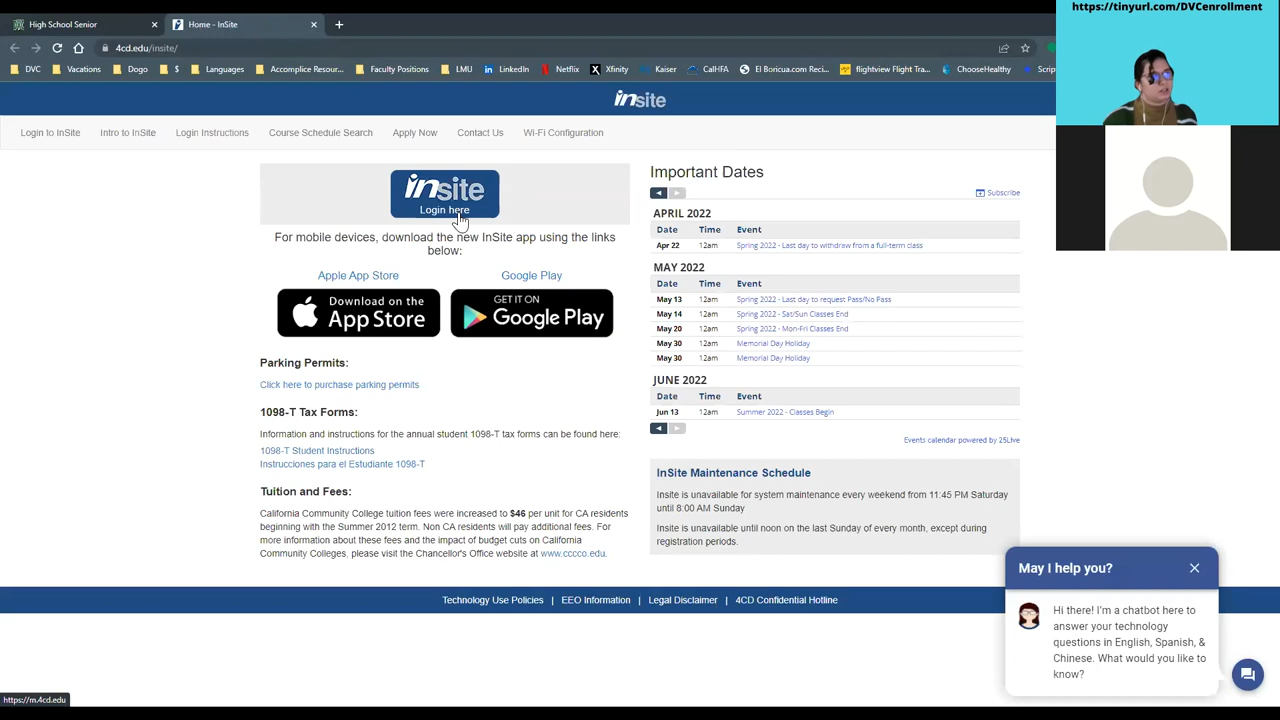 https://tinyurl.com/DVCenrollment
High School Senior
Home - InSite
4cd.edu/insite/
DVC
Vacations
Dogo
$
Languages
Accomplice Resour...
Faculty Positions
LMU
LinkedIn
Netflix
Xfinity
Kaiser
CalHFA
El Boricua.com Reci...
flightview Flight Tra...
ChooseHealthy
Scrip
insite
Login to InSite
Intro to InSite
Login Instructions
Course Schedule Search
Apply Now
Contact Us
Wi-Fi Configuration
insite
Login here
For mobile devices, download the new InSite app using the links
below:
Apple App Store
Google Play
Download on the
App Store
GET IT ON
Google Play
Parking Permits:
Click here to purchase parking permits
1098-T Tax Forms:
Information and instructions for the annual student 1098-T tax forms can be found here:
1098-T Student Instructions
Instrucciones para el Estudiante 1098-T
Tuition and Fees:
California Community College tuition fees were increased to $46 per unit for CA residents
beginning with the Summer 2012 term. Non CA residents will pay additional fees. For
more information about these fees and the impact of budget cuts on California
Community Colleges, please visit the Chancellor's Office website at www.cccco.edu.
Important Dates
Subscribe
APRIL 2022
Date Time Event
Apr 22 12am Spring 2022 - Last day to withdraw from a full-term class
MAY 2022
Date Time Event
May 13 12am Spring 2022 - Last day to request Pass/No Pass
May 14 12am Spring 2022 - Sat/Sun Classes End
May 20 12am Spring 2022 - Mon-Fri Classes End
May 30 12am Memorial Day Holiday
May 30 12am Memorial Day Holiday
JUNE 2022
Date Time Event
Jun 13 12am Summer 2022 - Classes Begin
Events calendar powered by 25Live
InSite Maintenance Schedule
Insite is unavailable for system maintenance every weekend from 11:45 PM Saturday
until 8:00 AM Sunday
Insite is unavailable until noon on the last Sunday of every month, except during
registration periods.
Technology Use Policies | EEO Information | Legal Disclaimer | 4CD Confidential Hotline
May I help you?
Hi there! I'm a chatbot here to
answer your technology
questions in English, Spanish, &
Chinese. What would you like to
know?
https://m.4cd.edu